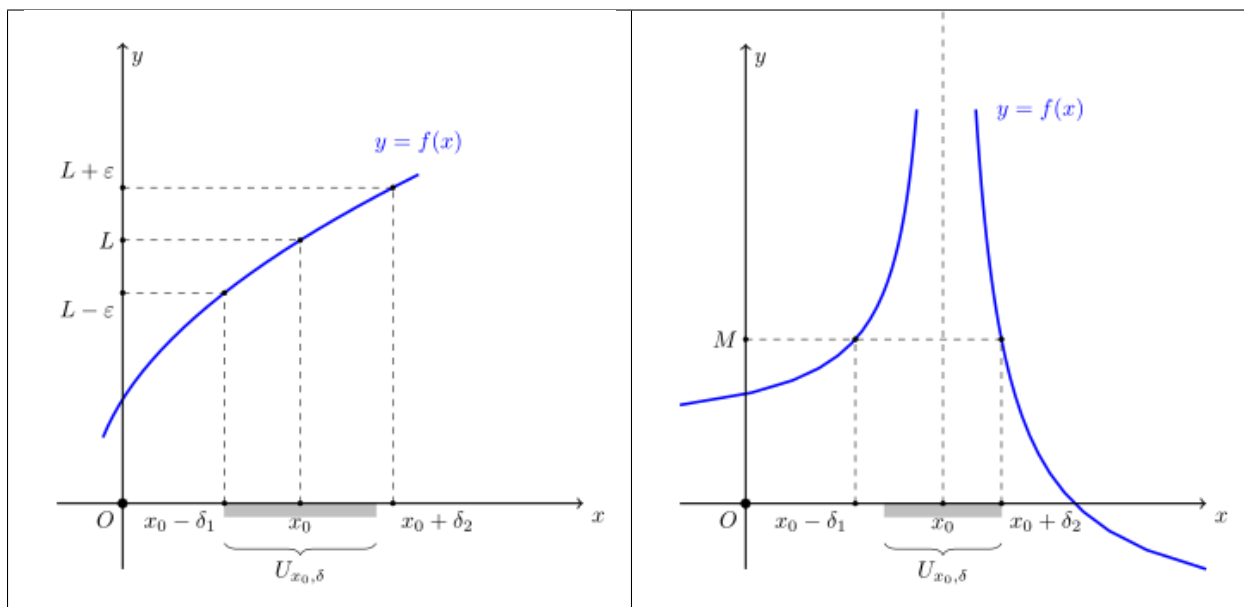 y
y = f(x)
L + ε
L
L − ε
O
x₀ − δ₁
x₀
x₀ + δ₂
x
U_{x₀,δ}
y
y = f(x)
M
O
x₀ − δ₁
x₀
x₀ + δ₂
x
U_{x₀,δ}